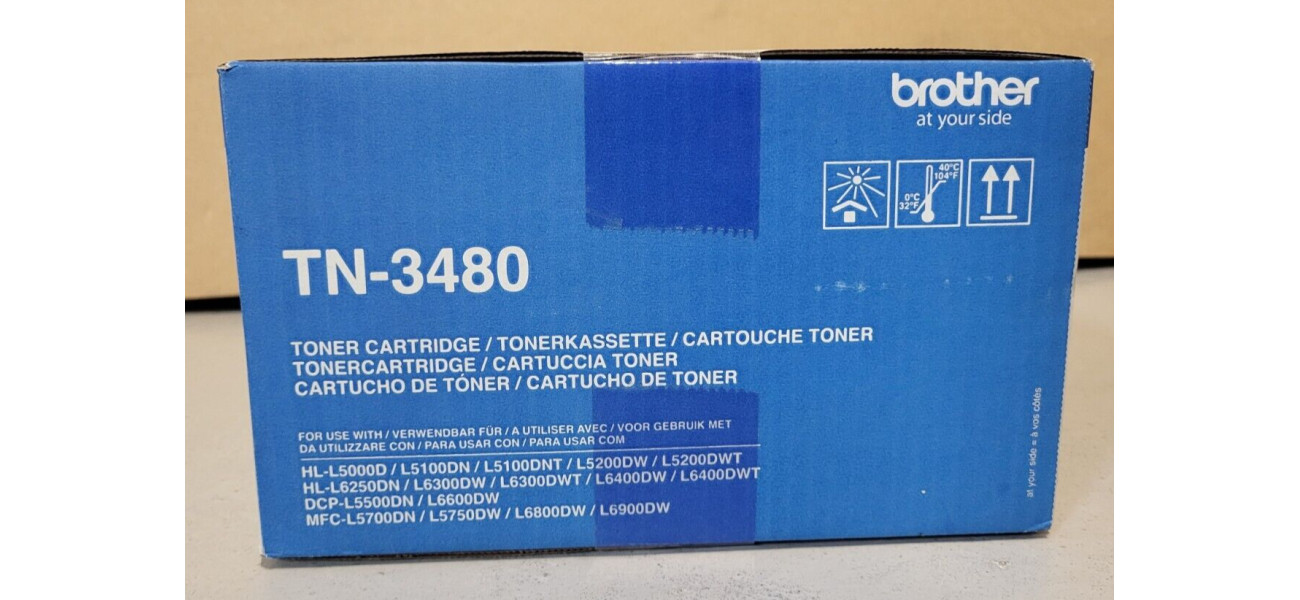 brother
at your side
40°C
104°F
0°C
32°F
TN-3480
TONER CARTRIDGE / TONERKASSETTE / CARTOUCHE TONER
TONERCARTRIDGE / CARTUCCIA TONER
CARTUCHO DE TÓNER / CARTUCHO DE TONER
FOR USE WITH / VERWENDBAR FÜR / A UTILISER AVEC / VOOR GEBRUIK MET
DA UTILIZZARE CON / PARA USAR CON / PARA USAR COM
HL-L5000D / L5100DN / L5100DNT / L5200DW / L5200DWT
HL-L6250DN / L6300DW / L6300DWT / L6400DW / L6400DWT
DCP-L5500DN / L6600DW
MFC-L5700DN / L5750DW / L6800DW / L6900DW
at your side = à vos côtés